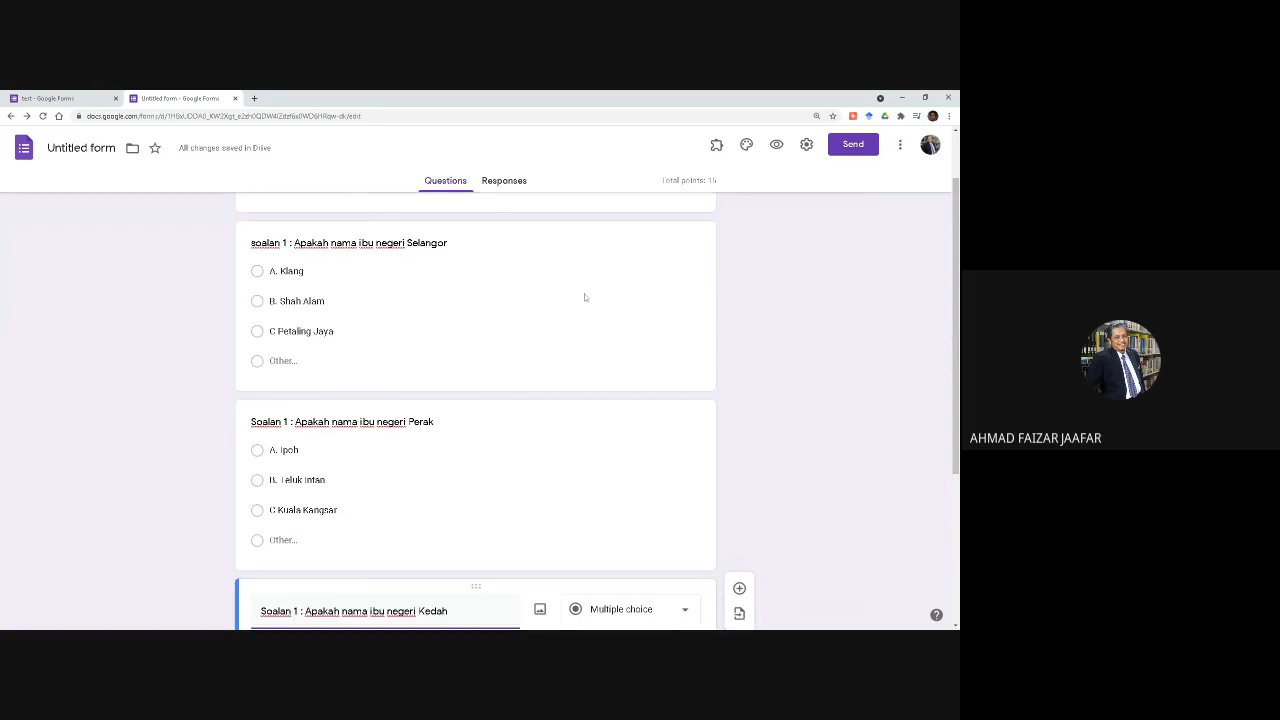 test - Google Forms
Untitled form - Google Forms
Untitled form
All changes saved in Drive
Send
Questions
Responses
Total points: 15
soalan 1 : Apakah nama ibu negeri Selangor
A. Klang
B. Shah Alam
C Petaling Jaya
Other...
Soalan 1 : Apakah nama ibu negeri Perak
A. Ipoh
B. Teluk Intan
C Kuala Kangsar
Other...
Soalan 1 : Apakah nama ibu negeri Kedah
Multiple choice
AHMAD FAIZAR JAAFAR